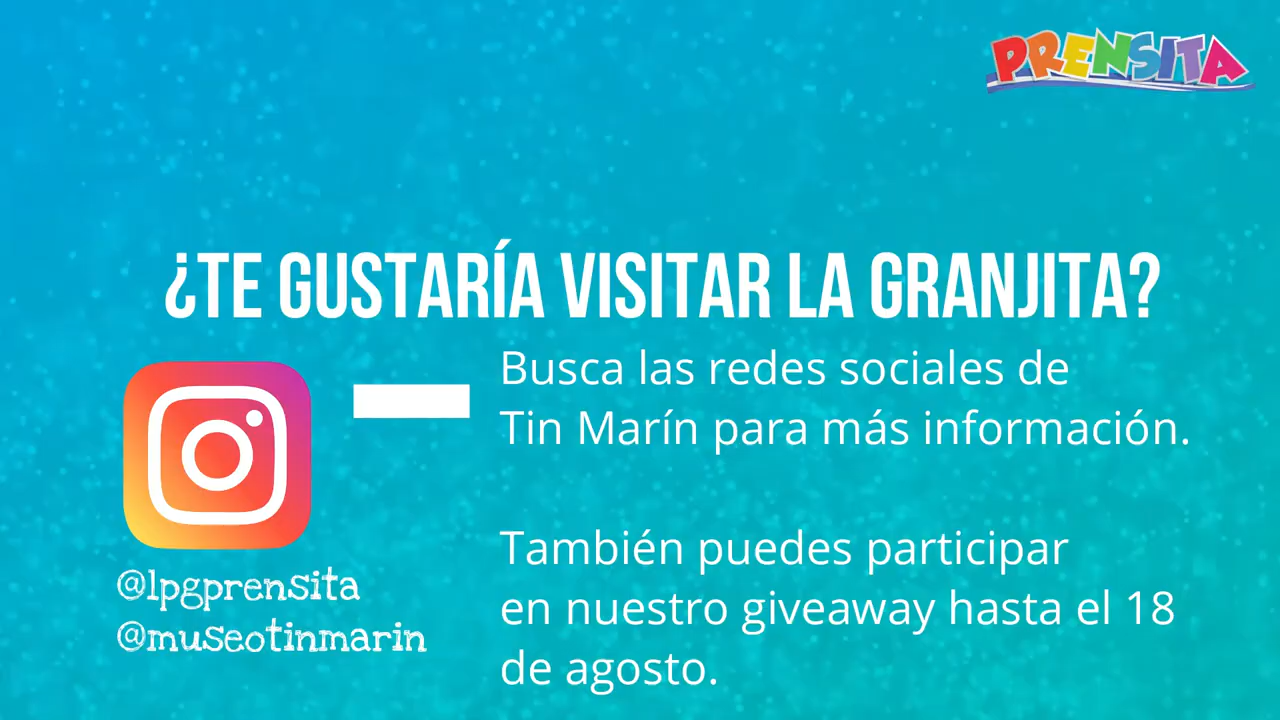 PRENSITA
¿TE GUSTARÍA VISITAR LA GRANJITA?
Busca las redes sociales de
Tin Marín para más información.
También puedes participar
en nuestro giveaway hasta el 18
de agosto.
@lpgprensita
@museotinmarin